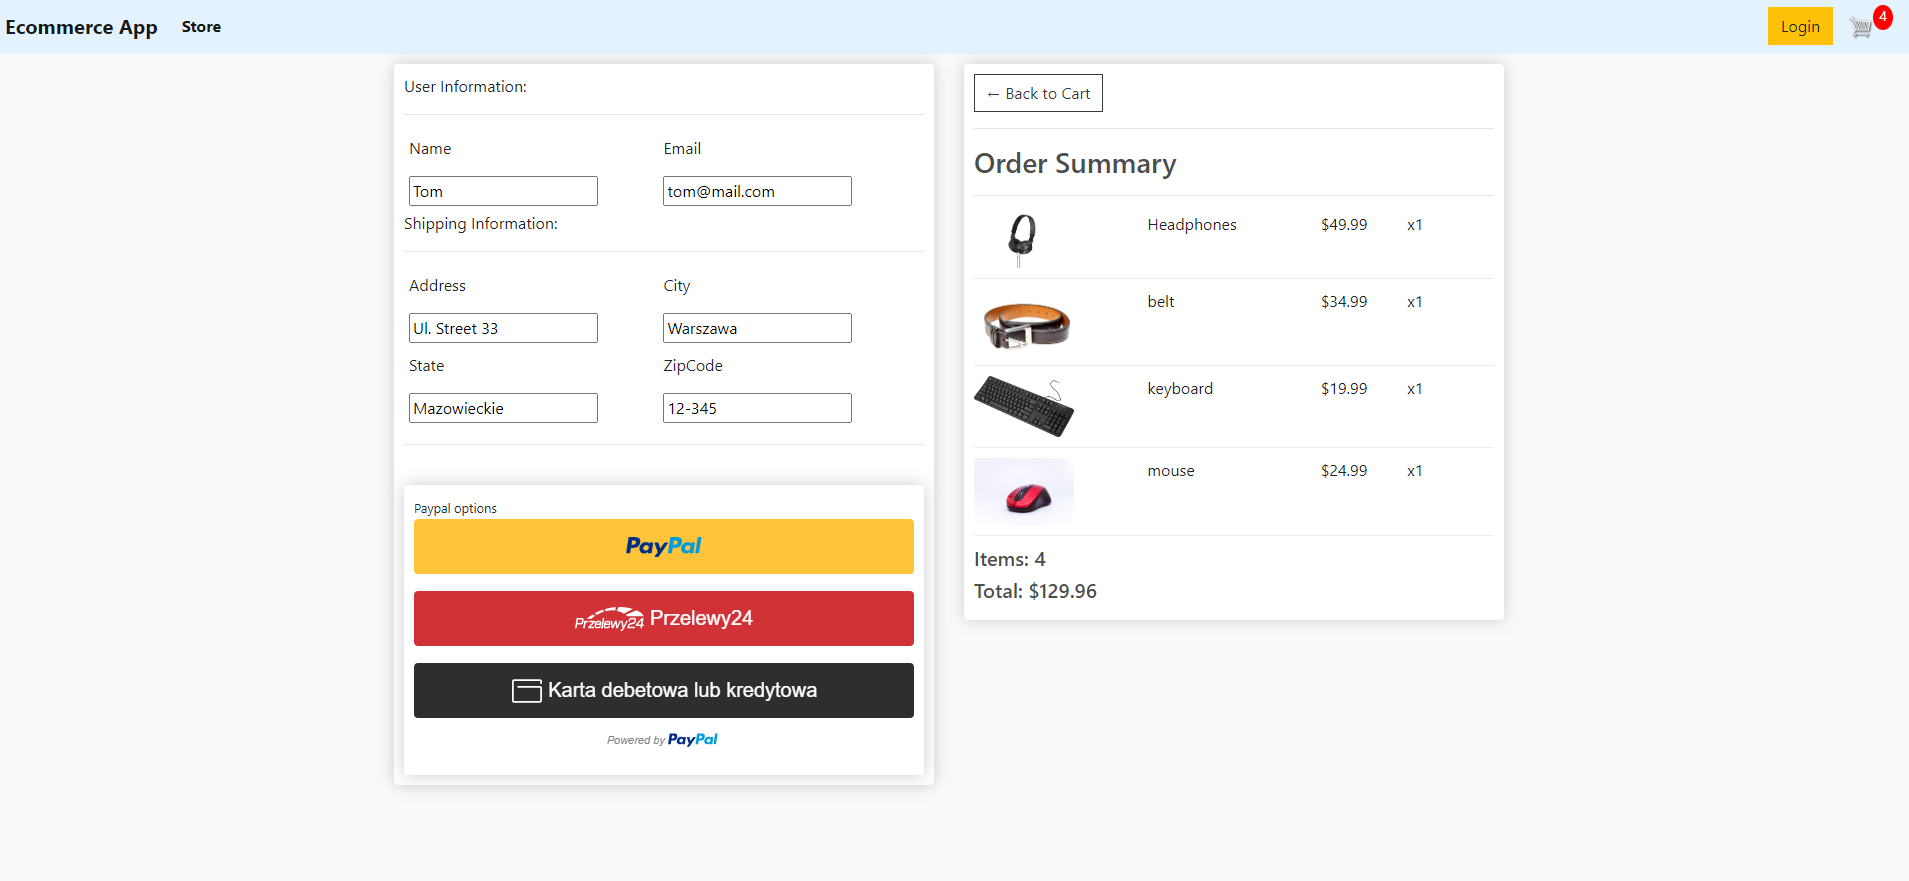 Ecommerce App Store Login 4
User Information:
Name Email
Tom tom@mail.com
Shipping Information:
Address City
Ul. Street 33 Warszawa
State ZipCode
Mazowieckie 12-345
Paypal options
PayPal
Przelewy24 Przelewy24
Karta debetowa lub kredytowa
Powered by PayPal
← Back to Cart
Order Summary
Headphones $49.99 x1
belt $34.99 x1
keyboard $19.99 x1
mouse $24.99 x1
Items: 4
Total: $129.96